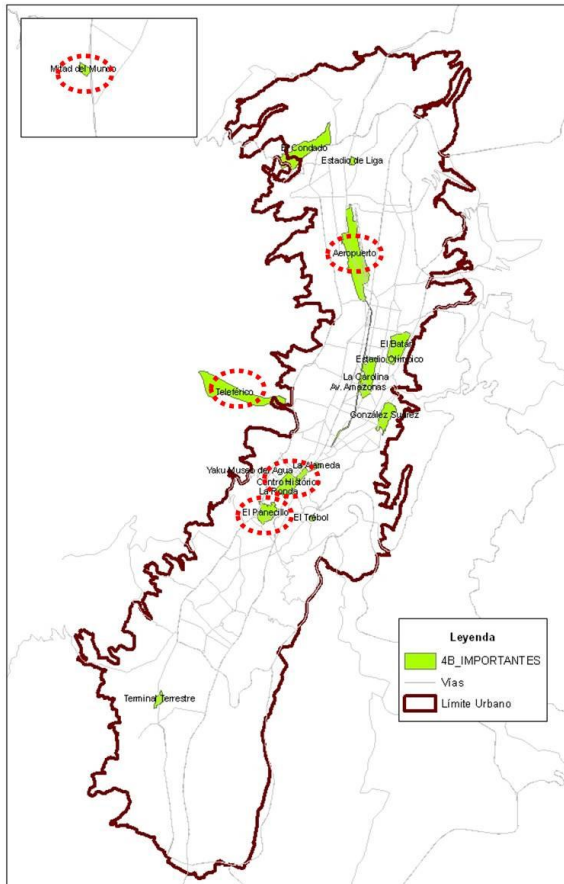 Mitad del Mundo
El Condado
Estadio de Liga
Aeropuerto
El Batán
Estadio Olímpico
La Carolina
Av. Amazonas
Teleférico
González Suárez
La Alameda
Yaku Museo del Agua
Centro Histórico
La Ronda
El Panecillo
El Trébol
Terminal Terrestre
Leyenda
4B_IMPORTANTES
Vías
Límite Urbano